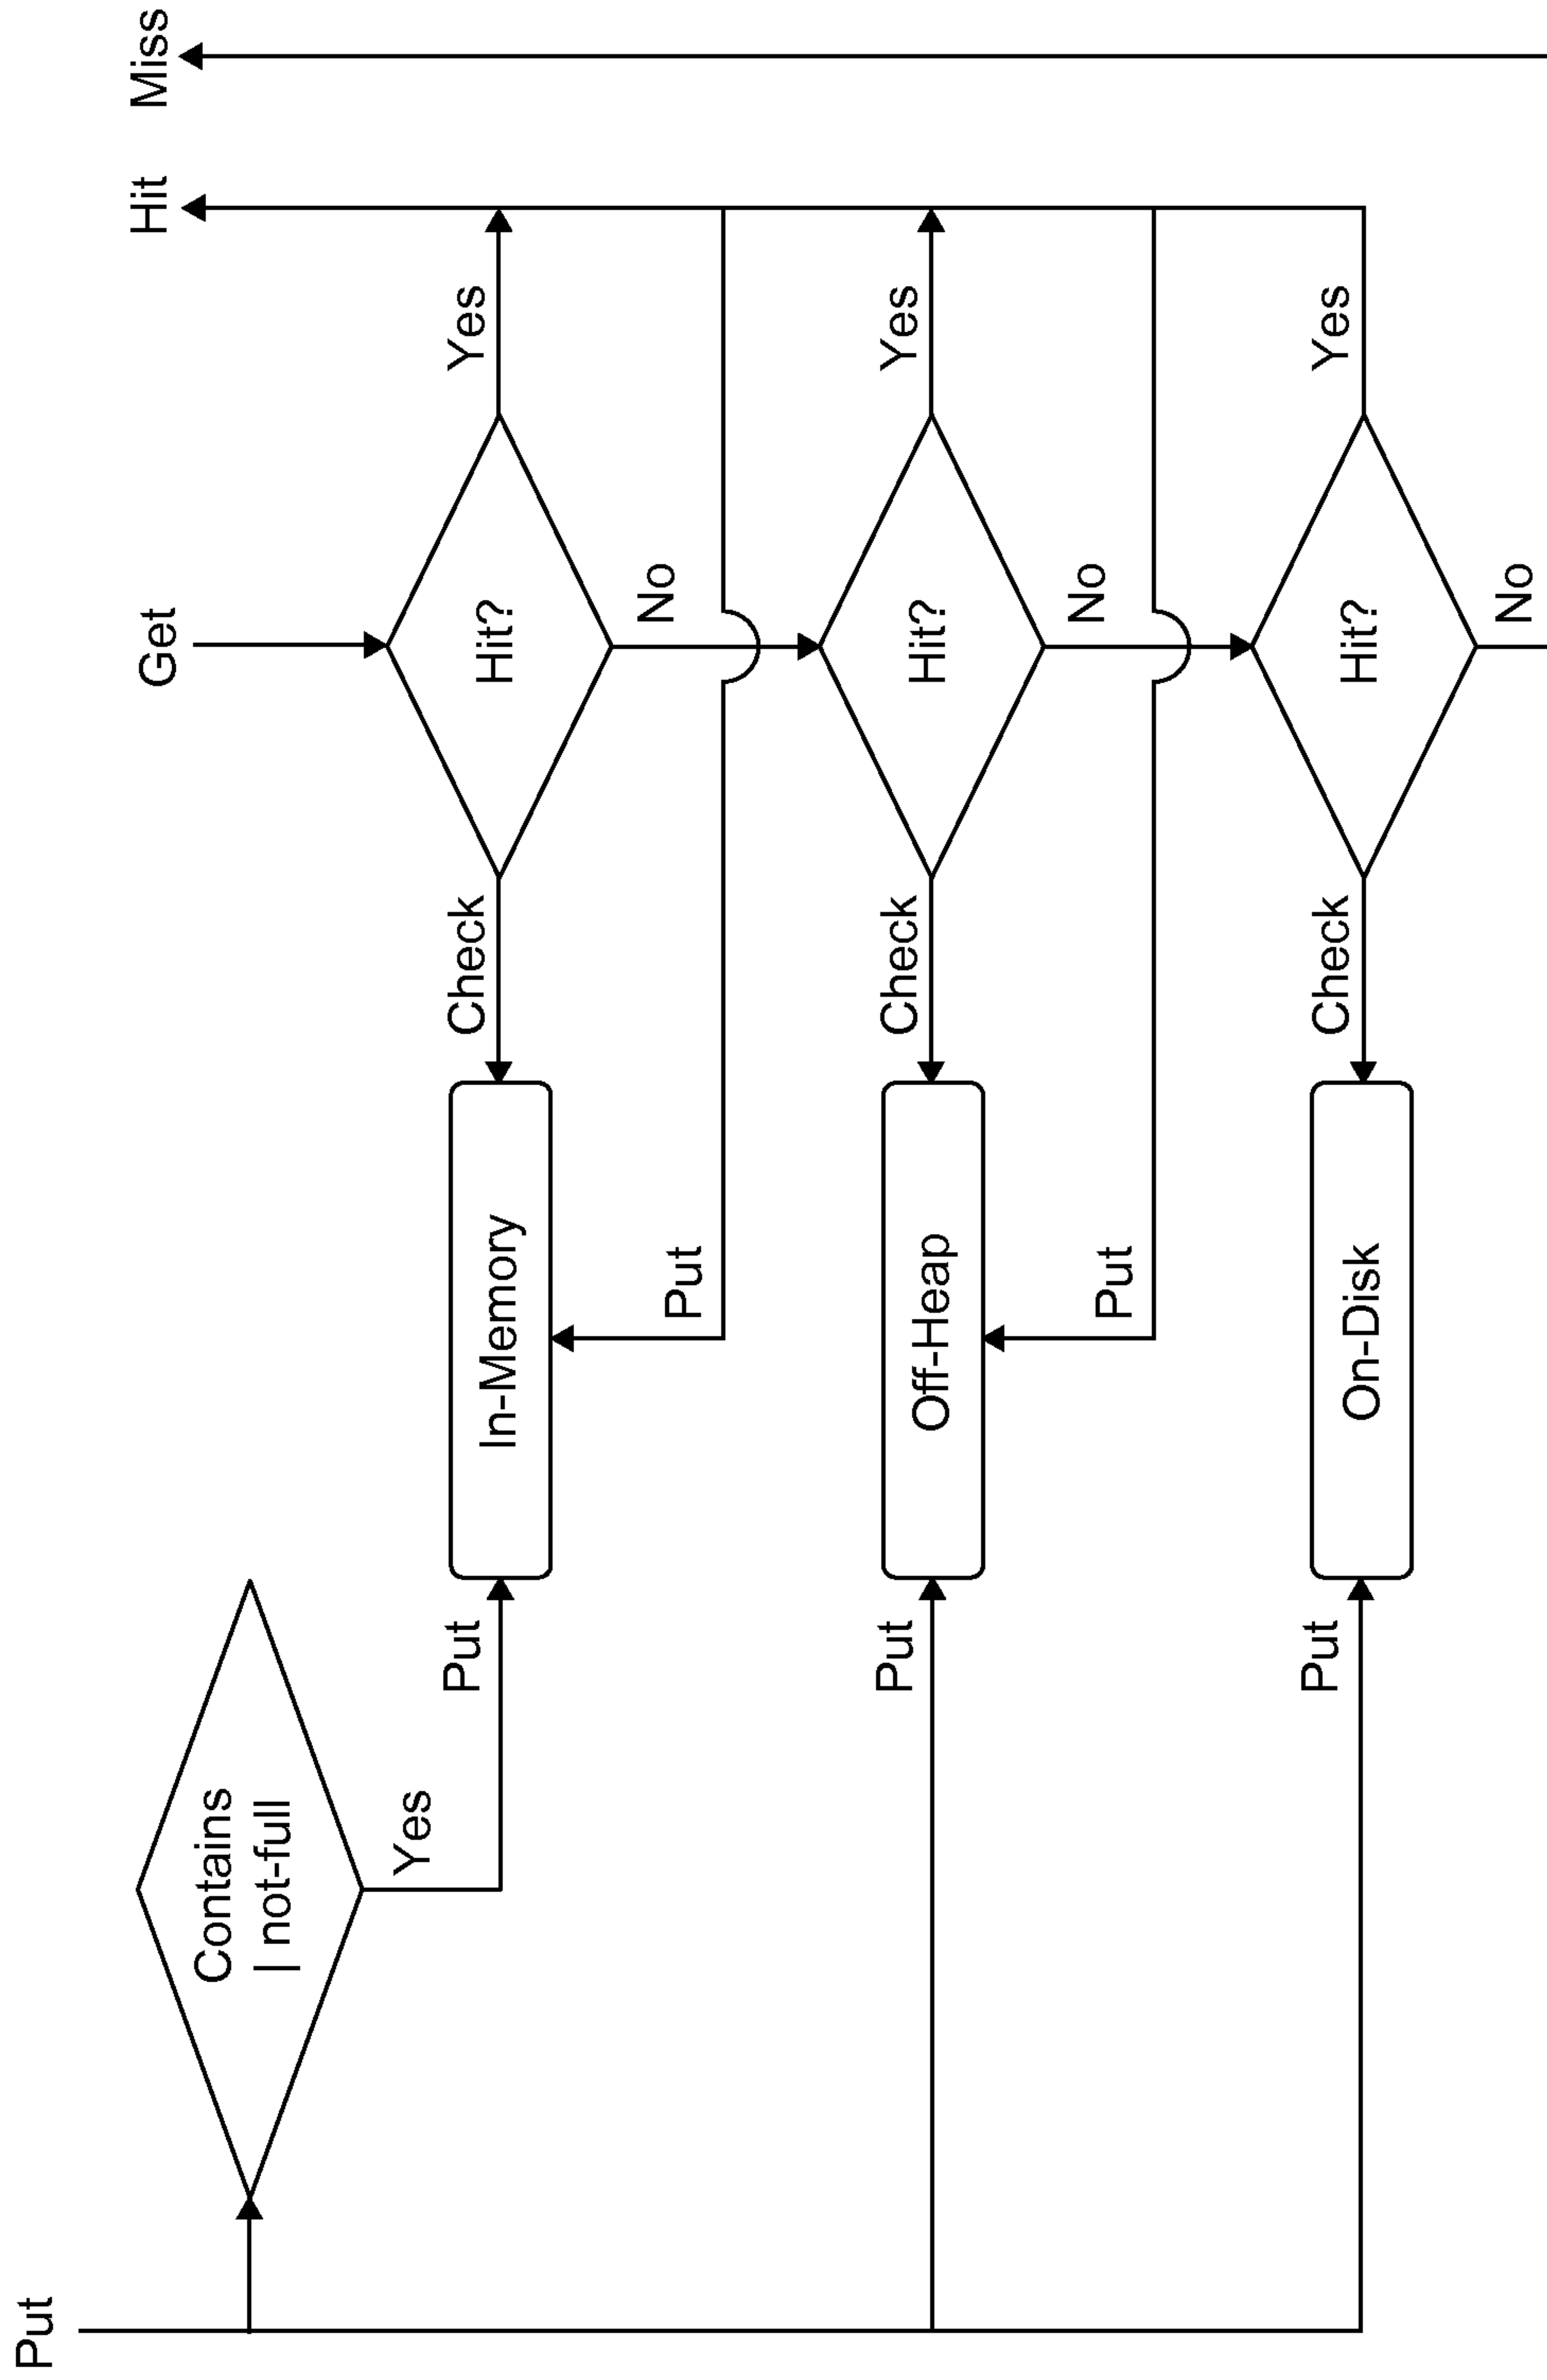 Put
Contains
| not-full
Yes
Put
In-Memory
Check
Get
Hit?
Yes
Hit
Miss
No
Put
Put
Off-Heap
Check
Hit?
Yes
No
Put
Put
On-Disk
Check
Hit?
Yes
No